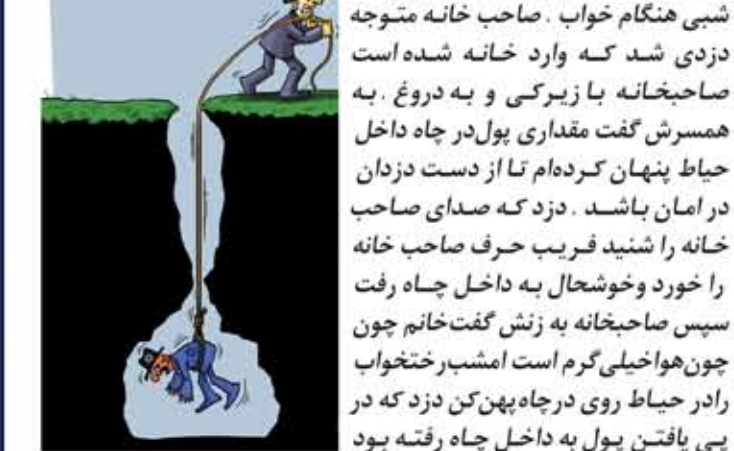 شبی هنگام خواب . صاحب خانه متوجه
دزدی شد که وارد خانه شده است
صاحبخانه با زیرکی و به دروغ . به
همسرش گفت مقداری پول‌در چاه داخل
حیاط پنهان کرده‌ام تا از دست دزدان
در امان باشد . دزد که صدای صاحب
خانه را شنید فریب حرف صاحب خانه
را خورد وخوشحال به داخل چاه رفت
سپس صاحبخانه به زنش گفت‌خانم چون
چون‌هواخیلی‌گرم است امشب‌رختخواب
رادر حیاط روی درچاه‌پهن‌کن دزد که در
پی یافتن پول به داخل چاه رفته بود